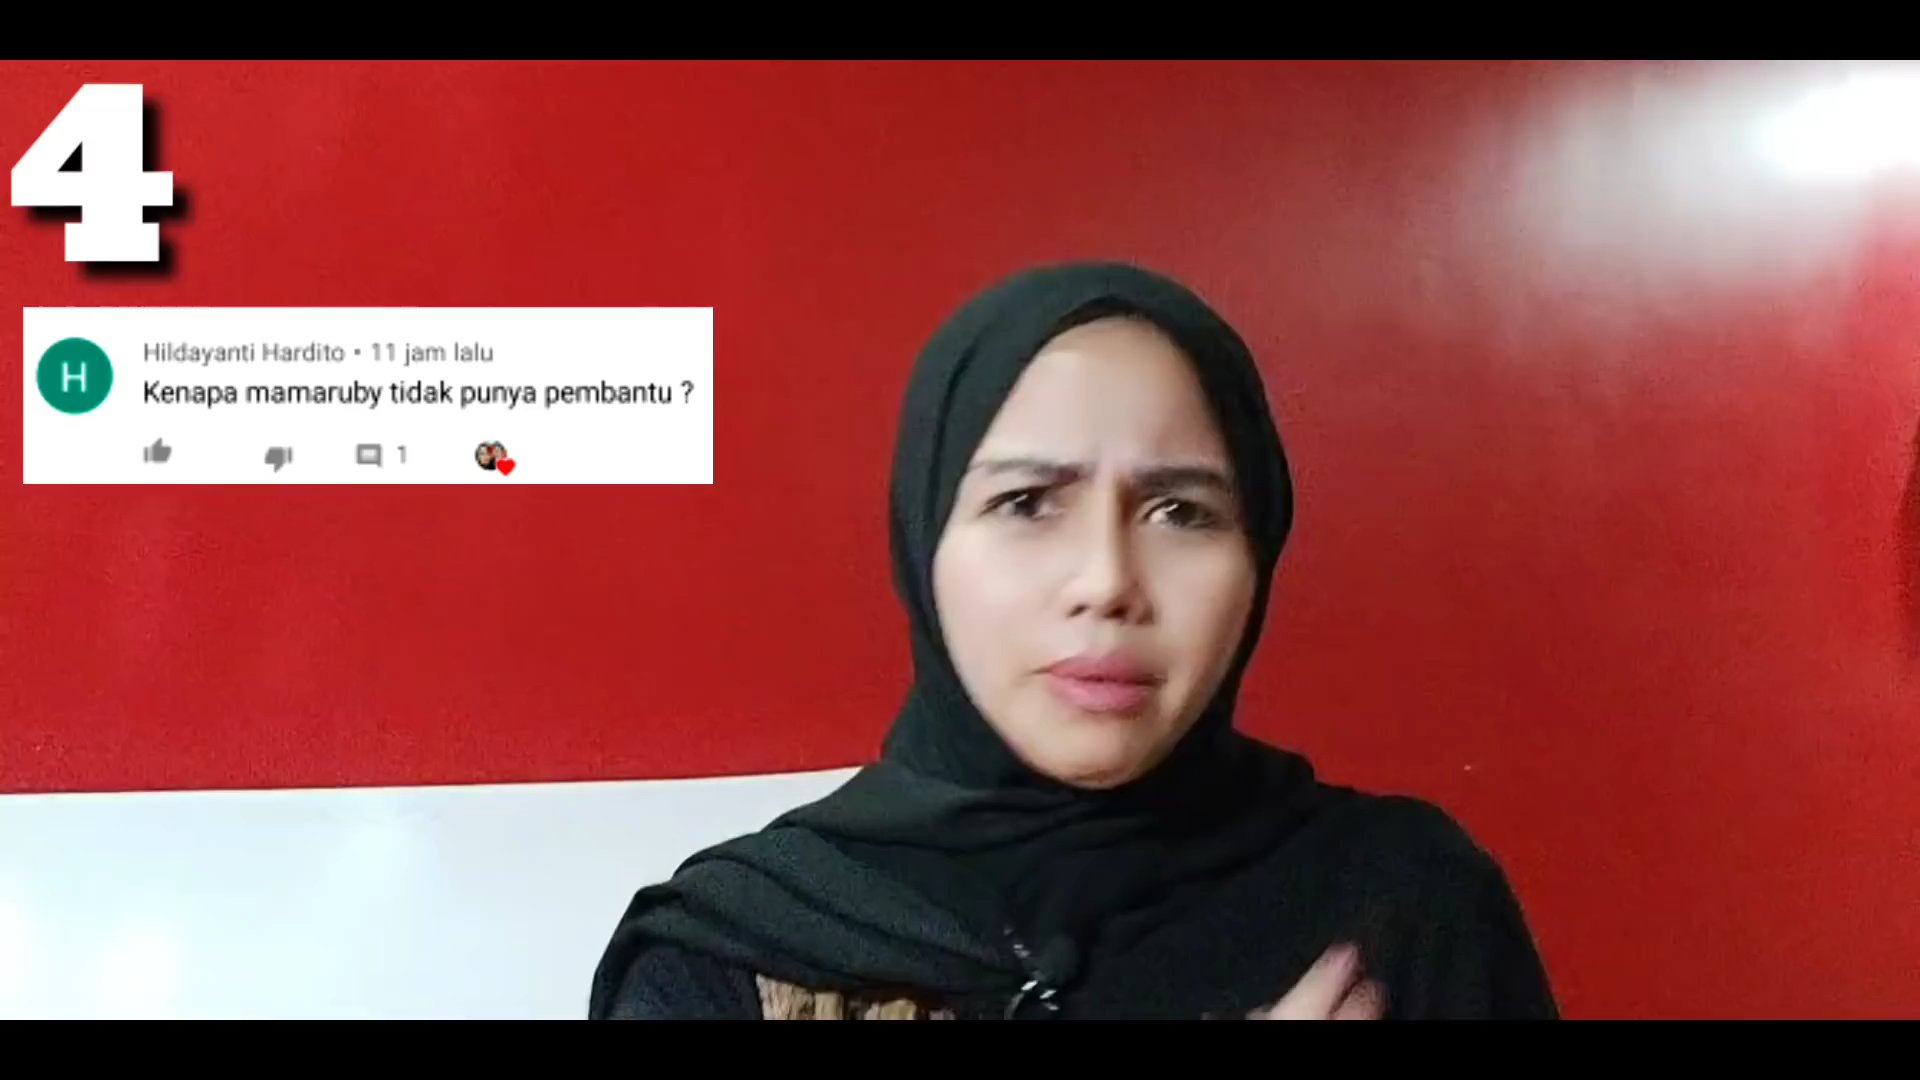 4
H
Hildayanti Hardito • 11 jam lalu
Kenapa mamaruby tidak punya pembantu ?
1